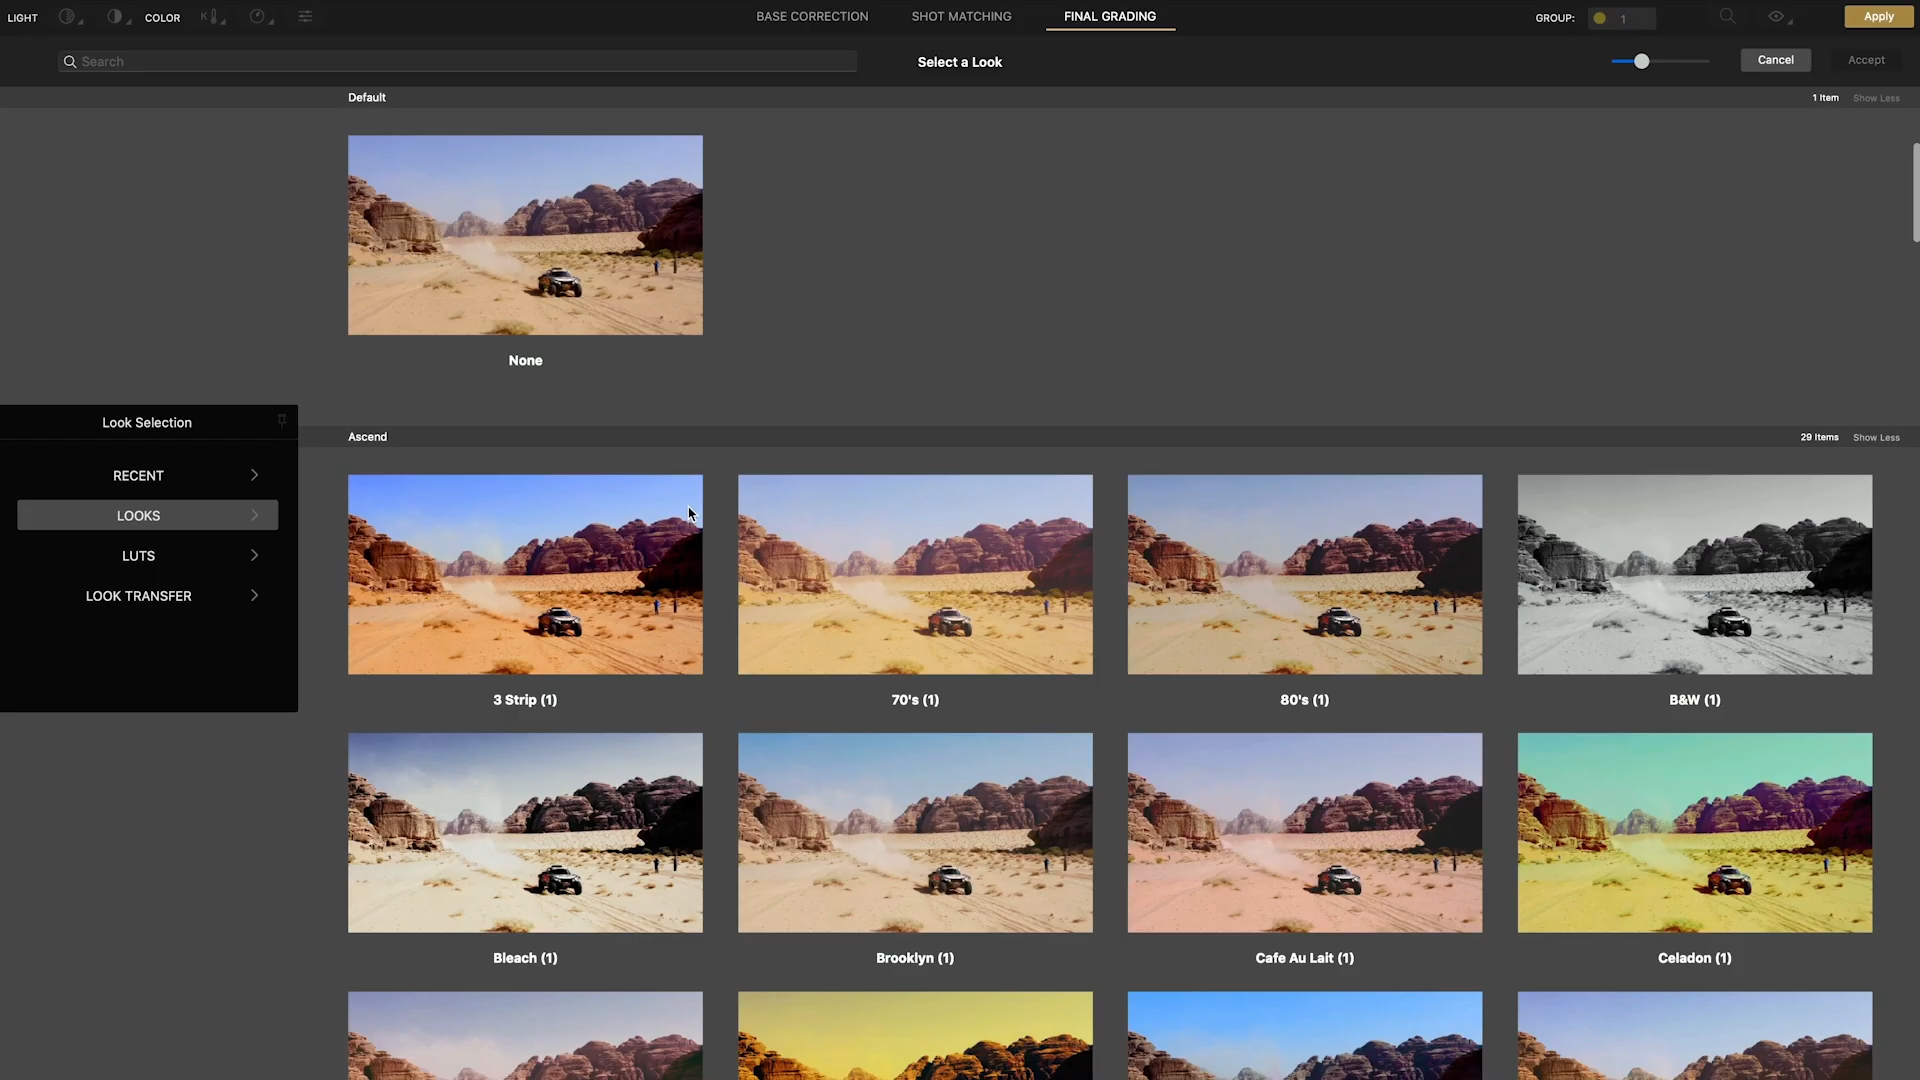 LIGHT
K
COLOR
BASE CORRECTION
SHOT MATCHING
FINAL GRADING
GROUP:
1
Apply
Search
Select a Look
Cancel
Accept
Default
1 Item
Show Less
None
Look Selection
RECENT
LOOKS
LUTS
LOOK TRANSFER
Ascend
29 Items
Show Less
3 Strip (1)
70's (1)
80's (1)
B&W (1)
Bleach (1)
Brooklyn (1)
Cafe Au Lait (1)
Celadon (1)